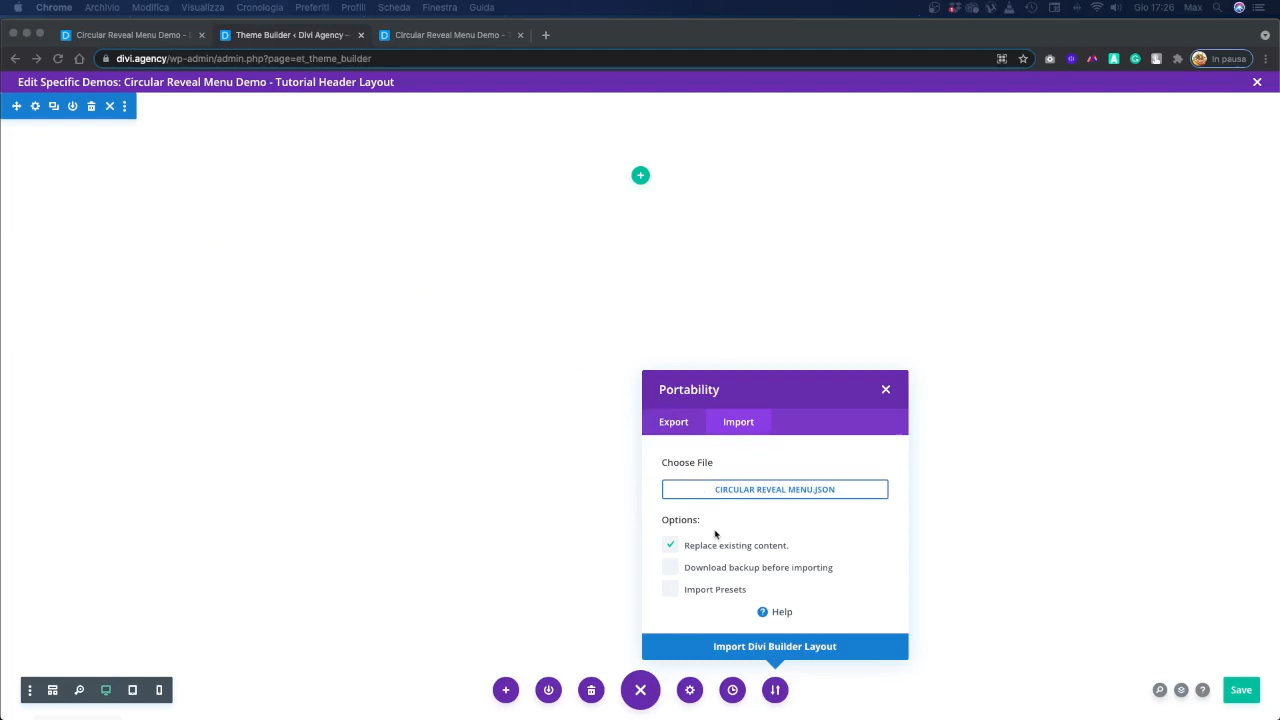 Chrome Archivio Modifica Visualizza Cronologia Preferiti Profili Scheda Finestra Guida Gio 17:26 Max
Circular Reveal Menu Demo - Theme Builder ‹ Divi Agency — Circular Reveal Menu Demo -
divi.agency/wp-admin/admin.php?page=et_theme_builder In pausa
Edit Specific Demos: Circular Reveal Menu Demo - Tutorial Header Layout
Portability
Export Import
Choose File
CIRCULAR REVEAL MENU.JSON
Options:
Replace existing content.
Download backup before importing
Import Presets
? Help
Import Divi Builder Layout
Save